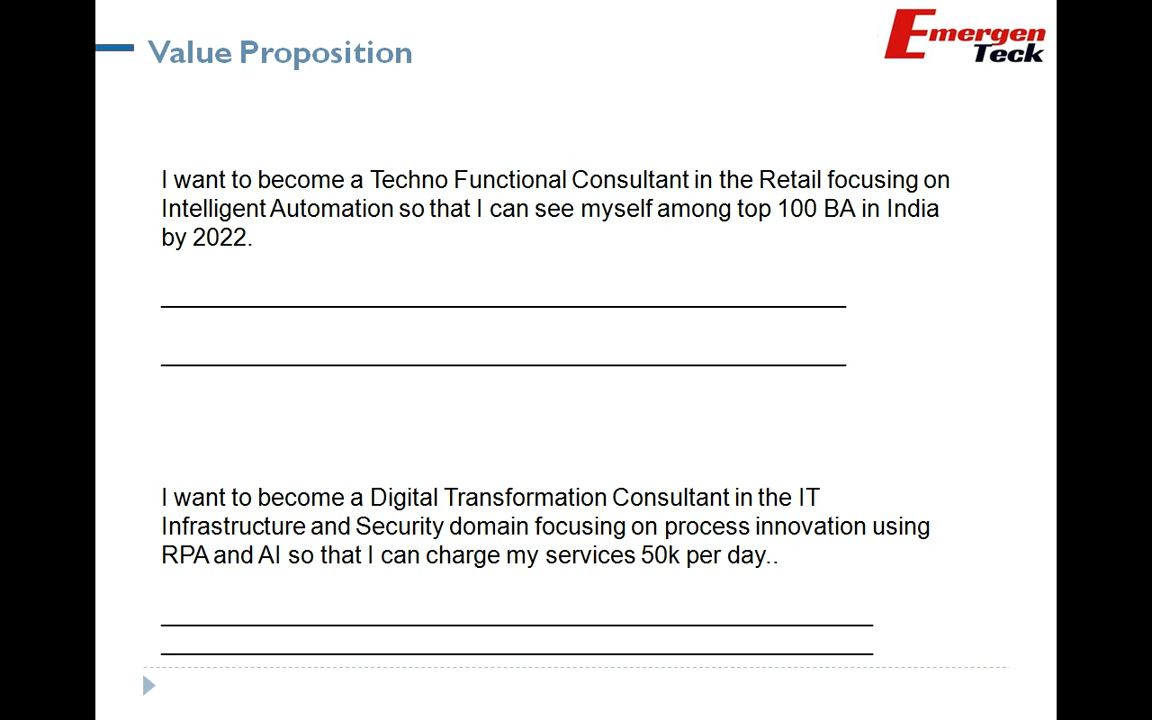 Value Proposition
Emergen
Teck
I want to become a Techno Functional Consultant in the Retail focusing on
Intelligent Automation so that I can see myself among top 100 BA in India
by 2022.
I want to become a Digital Transformation Consultant in the IT
Infrastructure and Security domain focusing on process innovation using
RPA and AI so that I can charge my services 50k per day..